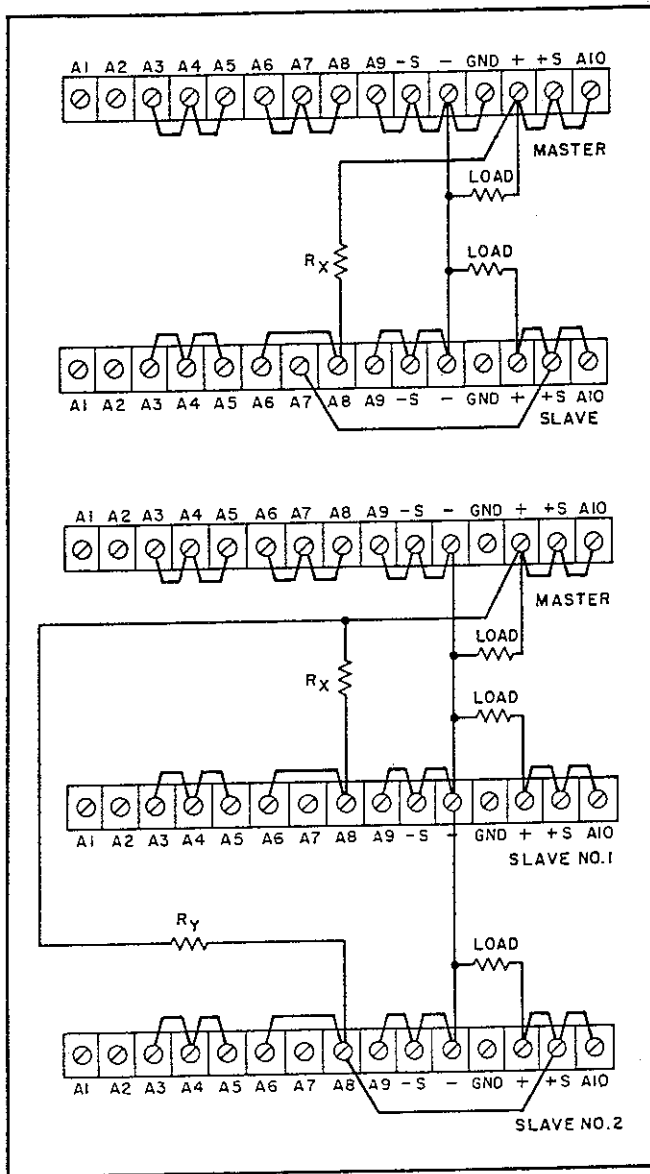 A1 A2 A3 A4 A5 A6 A7 A8 A9 -S - GND + +S A10
MASTER
LOAD
RX
LOAD
A1 A2 A3 A4 A5 A6 A7 A8 A9 -S - GND + +S A10
SLAVE
A1 A2 A3 A4 A5 A6 A7 A8 A9 -S - GND + +S A10
MASTER
LOAD
RX
LOAD
A1 A2 A3 A4 A5 A6 A7 A8 A9 -S - GND + +S A10
SLAVE NO.1
RY
LOAD
A1 A2 A3 A4 A5 A6 A7 A8 A9 -S - GND + +S A10
SLAVE NO.2